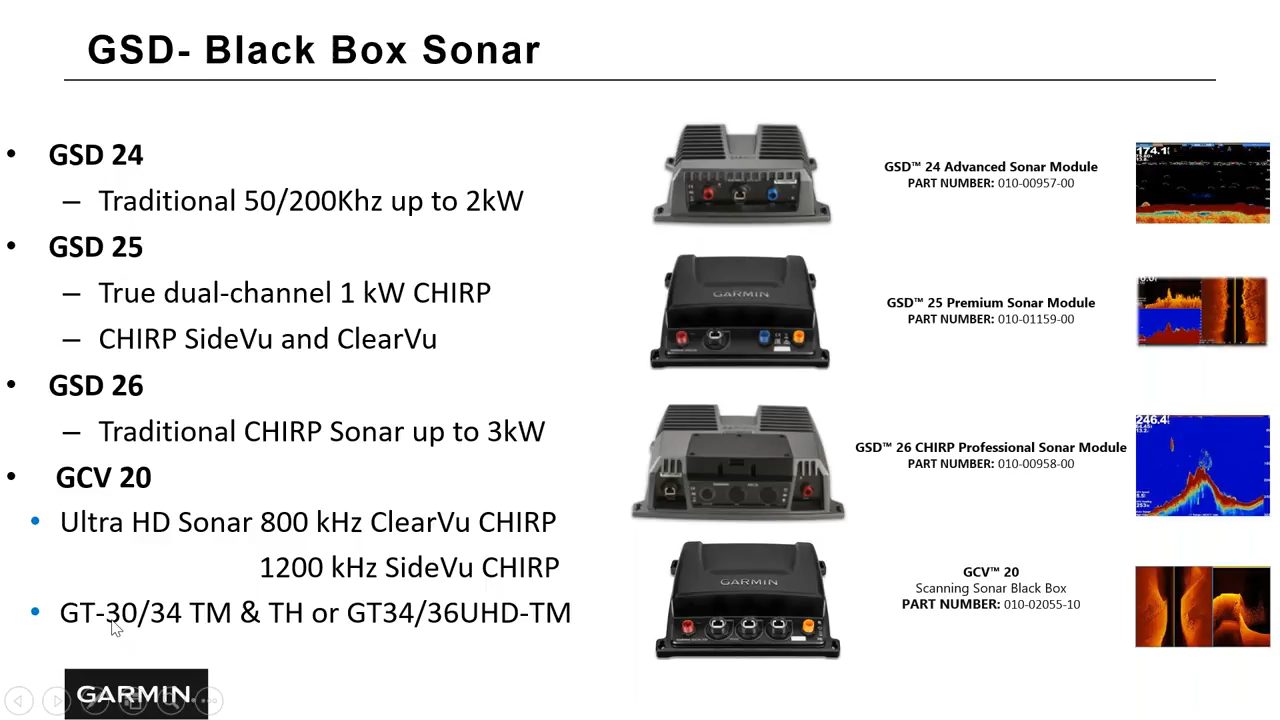 GSD- Black Box Sonar
• GSD 24
– Traditional 50/200Khz up to 2kW
• GSD 25
– True dual-channel 1 kW CHIRP
– CHIRP SideVu and ClearVu
• GSD 26
– Traditional CHIRP Sonar up to 3kW
• GCV 20
• Ultra HD Sonar 800 kHz ClearVu CHIRP
1200 kHz SideVu CHIRP
• GT-30/34 TM & TH or GT34/36UHD-TM
GSD™ 24 Advanced Sonar Module
PART NUMBER: 010-00957-00
174.1
GARMIN
GSD™ 25 Premium Sonar Module
PART NUMBER: 010-01159-00
GSD™ 26 CHIRP Professional Sonar Module
PART NUMBER: 010-00958-00
246.4
GARMIN
GCV™ 20
Scanning Sonar Black Box
PART NUMBER: 010-02055-10
GARMIN